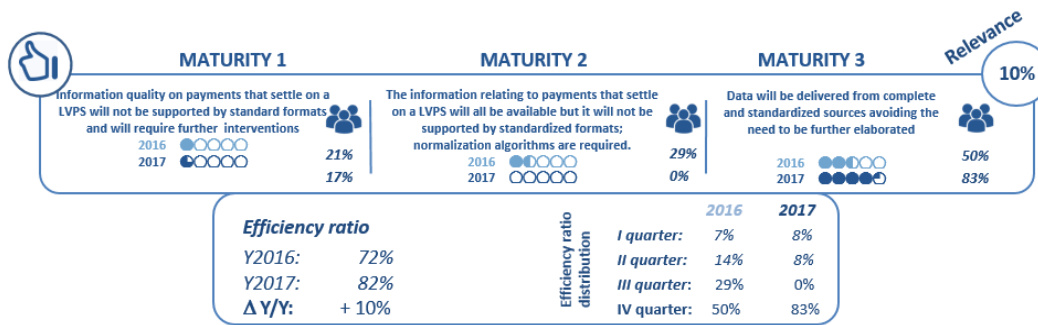 MATURITY 1
Information quality on payments that settle on a
LVPS will not be supported by standard formats
and will require further interventions
2016
21%
2017
17%
MATURITY 2
The information relating to payments that settle
on a LVPS will all be available but it will not be
supported by standardized formats;
normalization algorithms are required.
2016
29%
2017
0%
MATURITY 3
Data will be delivered from complete
and standardized sources avoiding the
need to be further elaborated
2016
50%
2017
83%
Relevance
10%
Efficiency ratio
Y2016: 72%
Y2017: 82%
Δ Y/Y: + 10%
Efficiency ratio
distribution
2016 2017
I quarter: 7% 8%
II quarter: 14% 8%
III quarter: 29% 0%
IV quarter: 50% 83%